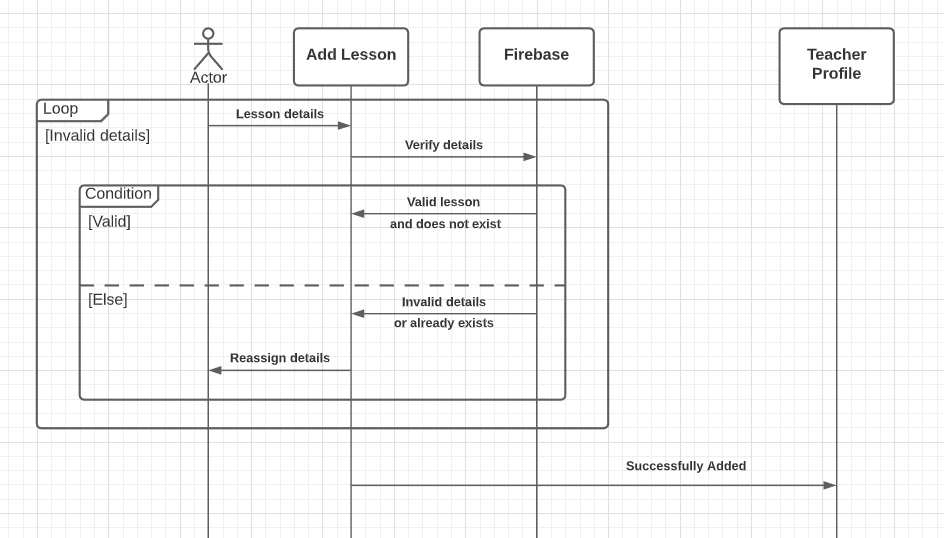 Actor
Add Lesson
Firebase
Teacher
Profile
Loop
[Invalid details]
Lesson details
Verify details
Condition
[Valid]
Valid lesson
and does not exist
[Else]
Invalid details
or already exists
Reassign details
Successfully Added